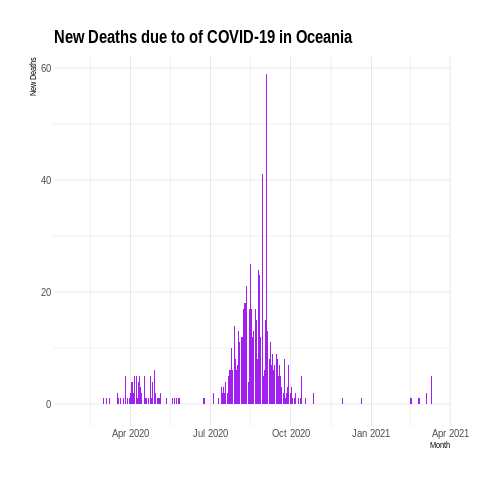 New Deaths due to of COVID-19 in Oceania
New Deaths
60
40
20
0
Apr 2020 Jul 2020 Oct 2020 Jan 2021 Apr 2021
Month